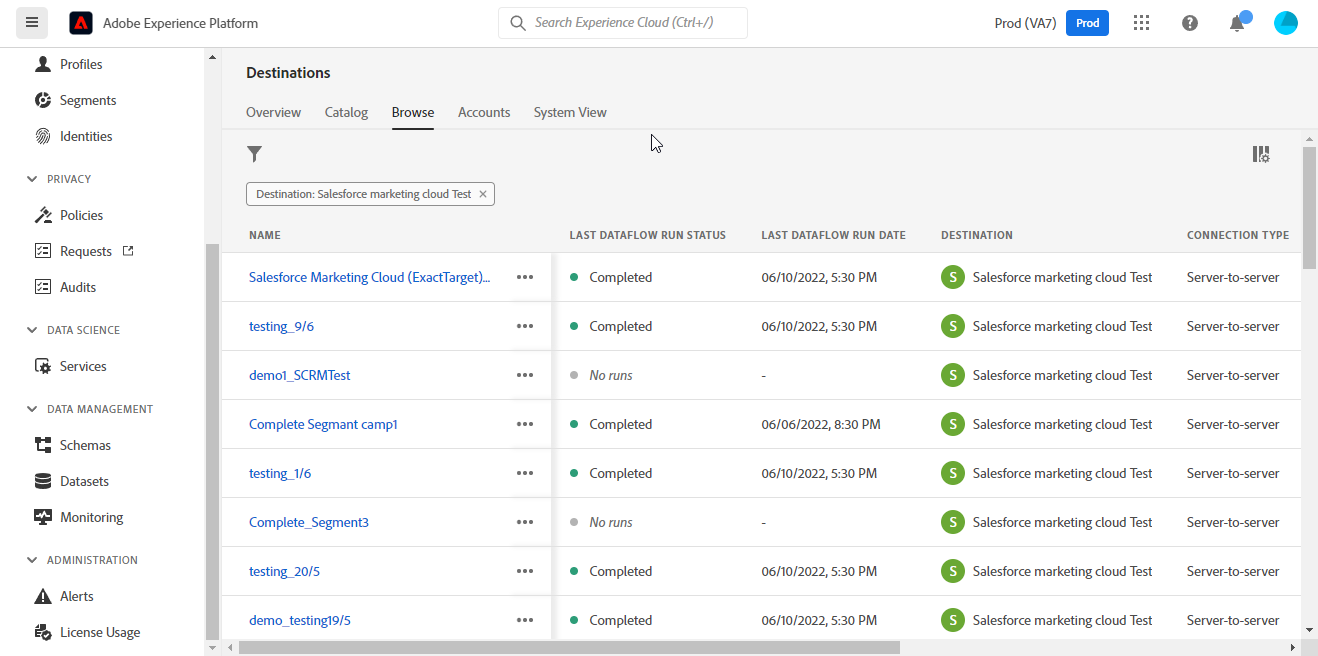 Adobe Experience Platform
Search Experience Cloud (Ctrl+/)
Prod (VA7) Prod
Profiles
Segments
Identities
PRIVACY
Policies
Requests
Audits
DATA SCIENCE
Services
DATA MANAGEMENT
Schemas
Datasets
Monitoring
ADMINISTRATION
Alerts
License Usage
Destinations
Overview Catalog Browse Accounts System View
Destination: Salesforce marketing cloud Test
NAME LAST DATAFLOW RUN STATUS LAST DATAFLOW RUN DATE DESTINATION CONNECTION TYPE
Salesforce Marketing Cloud (ExactTarget)... Completed 06/10/2022, 5:30 PM S Salesforce marketing cloud Test Server-to-server
testing_9/6 Completed 06/10/2022, 5:30 PM S Salesforce marketing cloud Test Server-to-server
demo1_SCRMTest No runs - S Salesforce marketing cloud Test Server-to-server
Complete Segmant camp1 Completed 06/06/2022, 8:30 PM S Salesforce marketing cloud Test Server-to-server
testing_1/6 Completed 06/10/2022, 5:30 PM S Salesforce marketing cloud Test Server-to-server
Complete_Segment3 No runs - S Salesforce marketing cloud Test Server-to-server
testing_20/5 Completed 06/10/2022, 5:30 PM S Salesforce marketing cloud Test Server-to-server
demo_testing19/5 Completed 06/10/2022, 5:30 PM S Salesforce marketing cloud Test Server-to-server